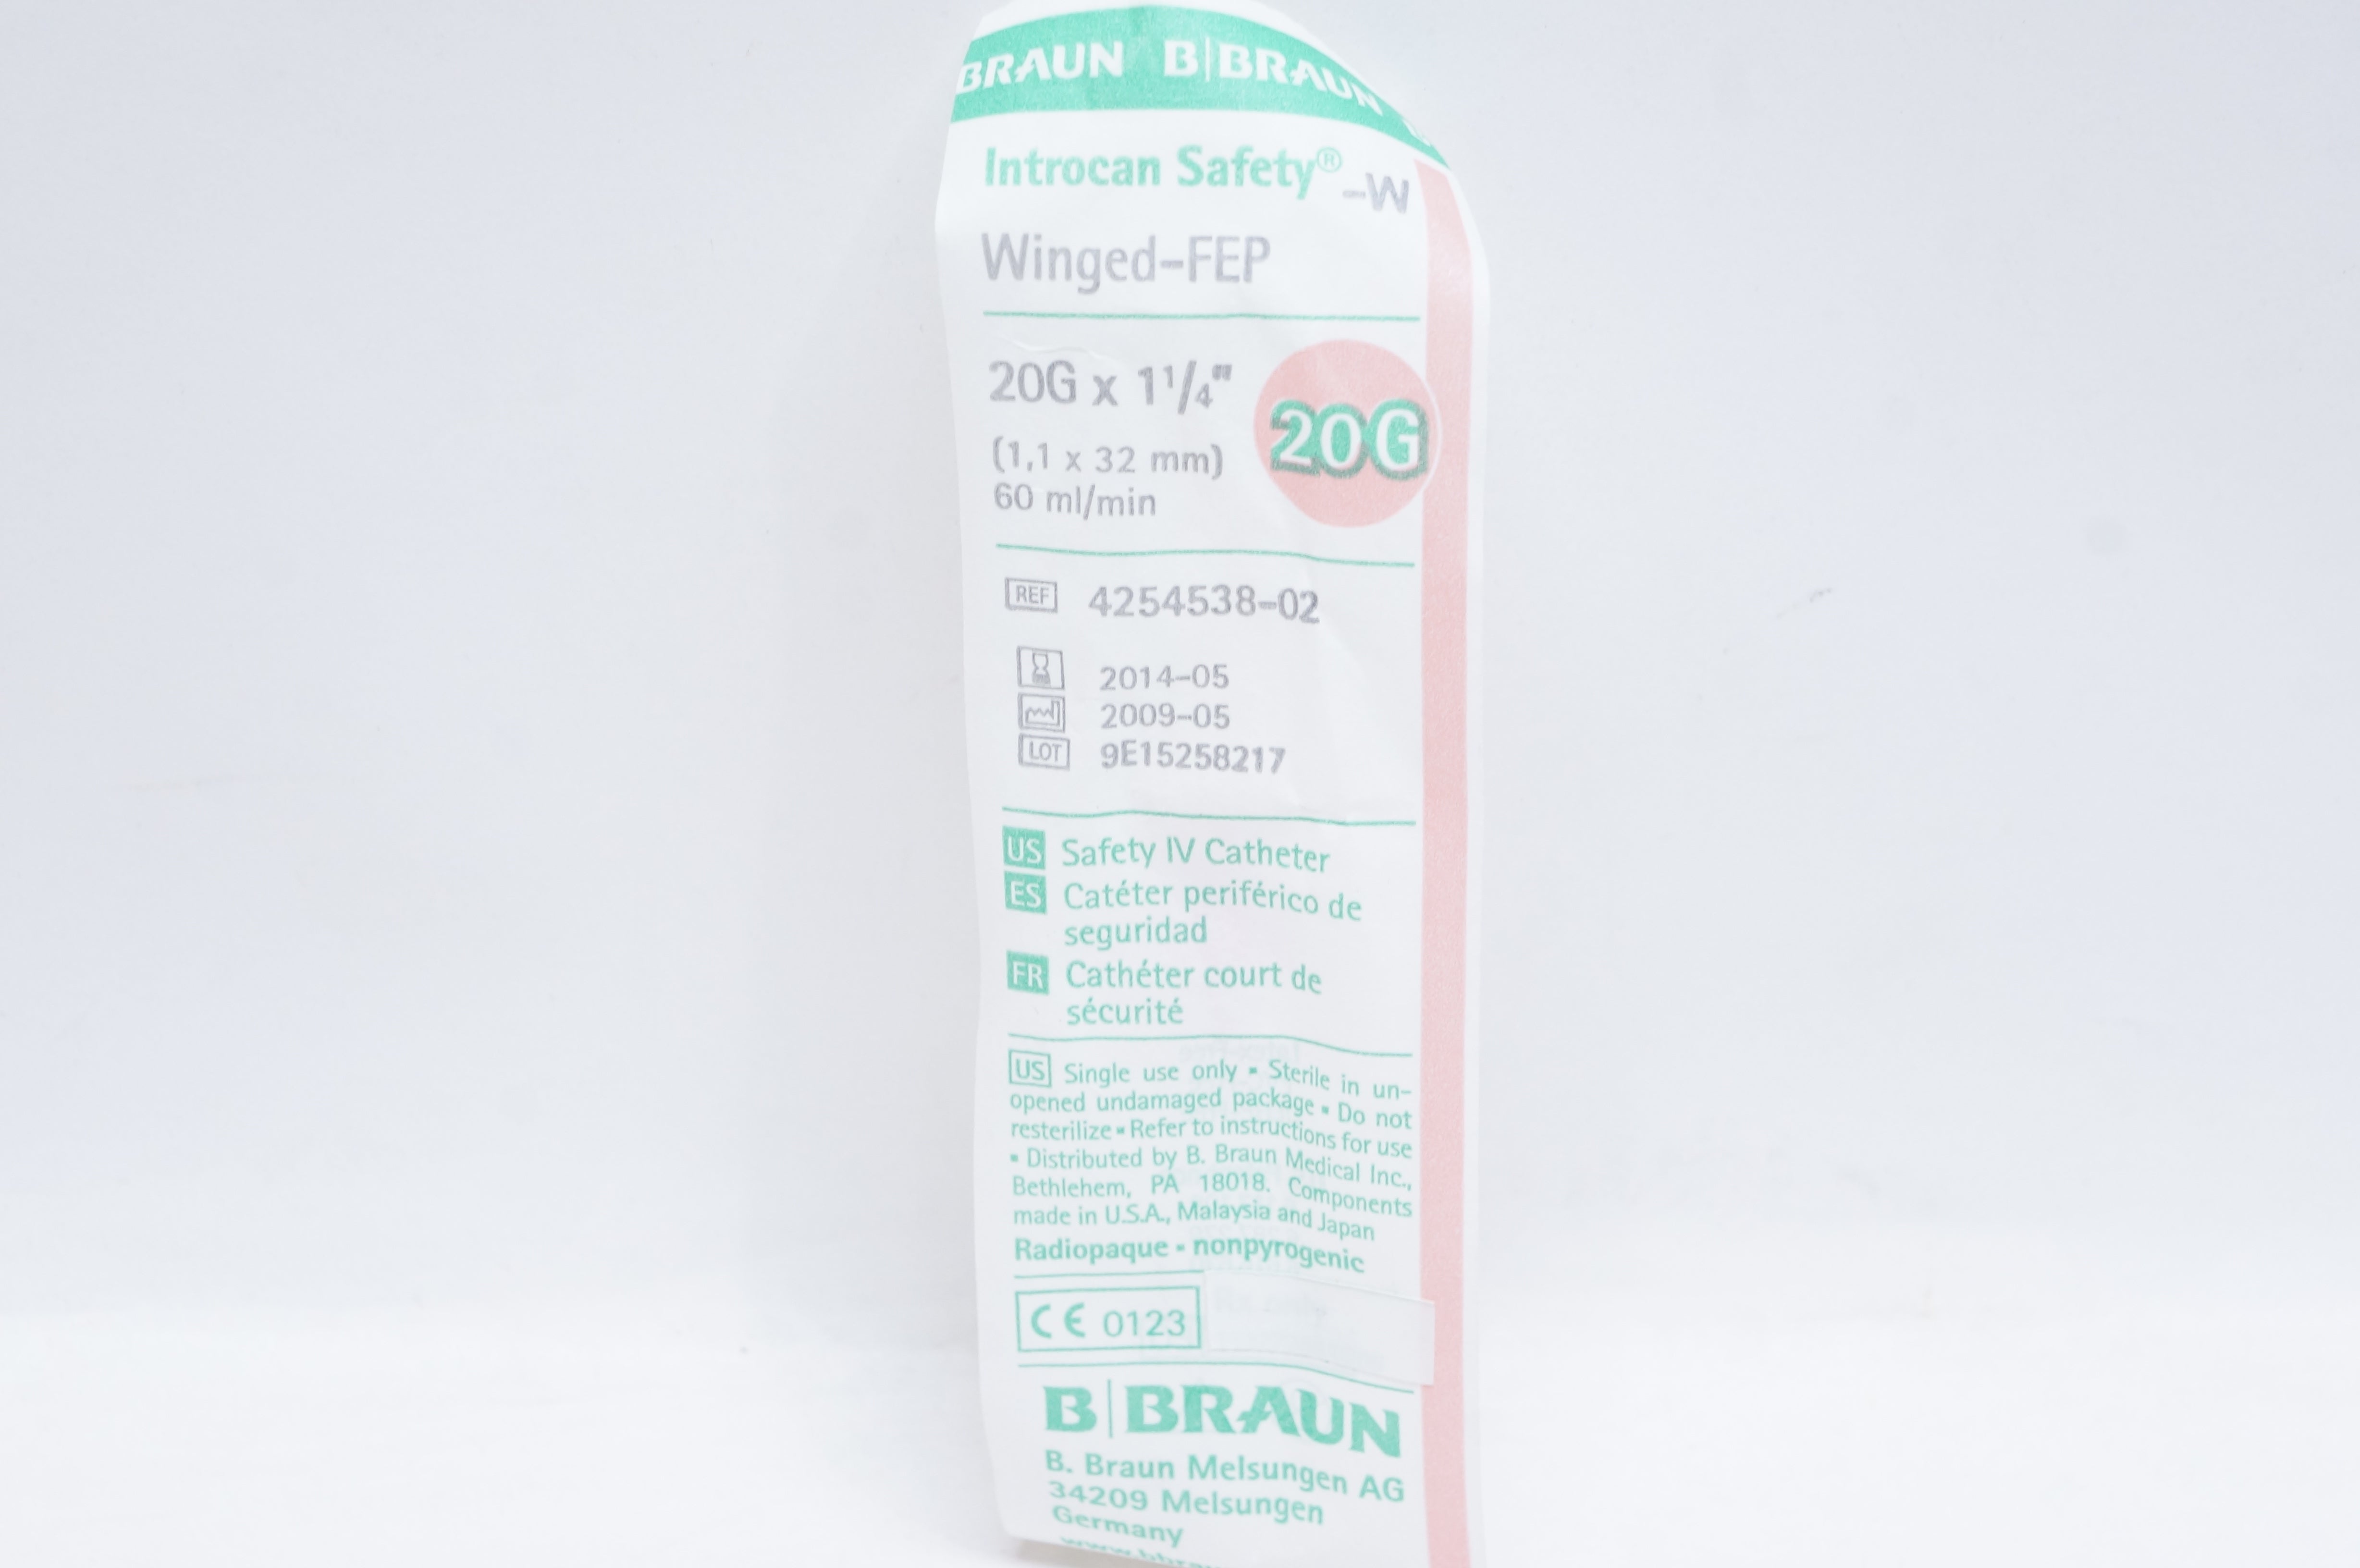 BRAUN B|BRAUN
Introcan Safety®-W
Winged-FEP
20G x 1 1/4"
20G
(1,1 x 32 mm)
60 ml/min
REF 4254538-02
2014-05
2009-05
LOT 9E15258217
US Safety IV Catheter
ES Catéter periférico de
seguridad
FR Cathéter court de
sécurité
US Single use only ▪ Sterile in un-
opened undamaged package ▪ Do not
resterilize ▪ Refer to instructions for use
▪ Distributed by B. Braun Medical Inc.,
Bethlehem, PA 18018. Components
made in U.S.A., Malaysia and Japan
Radiopaque ▪ nonpyrogenic
CE 0123
B|BRAUN
B. Braun Melsungen AG
34209 Melsungen
Germany